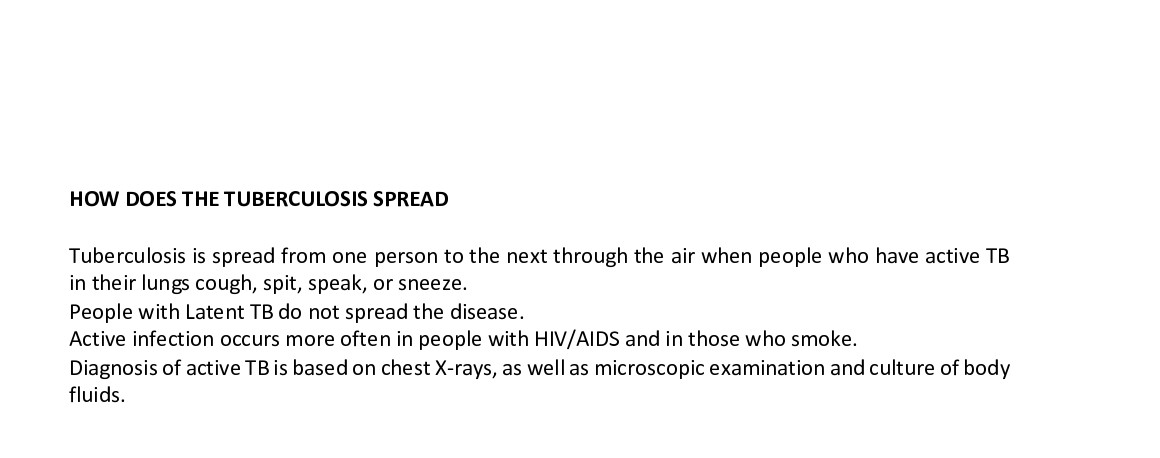 HOW DOES THE TUBERCULOSIS SPREAD
Tuberculosis is spread from one person to the next through the air when people who have active TB
in their lungs cough, spit, speak, or sneeze.
People with Latent TB do not spread the disease.
Active infection occurs more often in people with HIV/AIDS and in those who smoke.
Diagnosis of active TB is based on chest X-rays, as well as microscopic examination and culture of body
fluids.